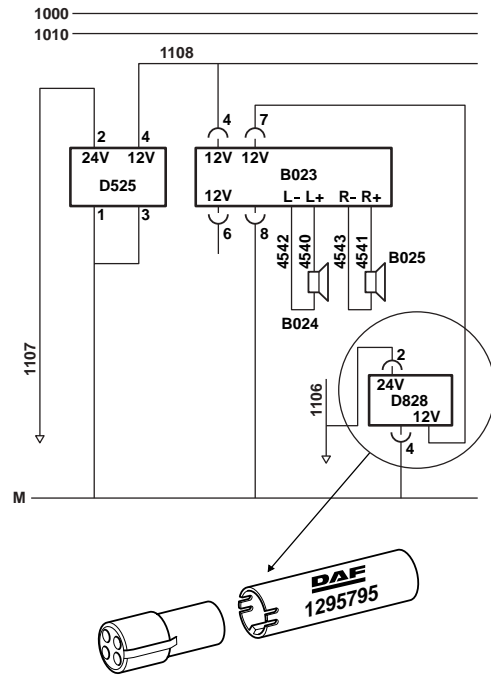 1000
1010
1108
2 4
24V 12V
D525
1 3
4 7
12V 12V
B023
12V L- L+ R- R+
6 8
4542 4540 4543 4541
B025
B024
1107
1106
2
24V
D828
12V
4
M
DAF
1295795